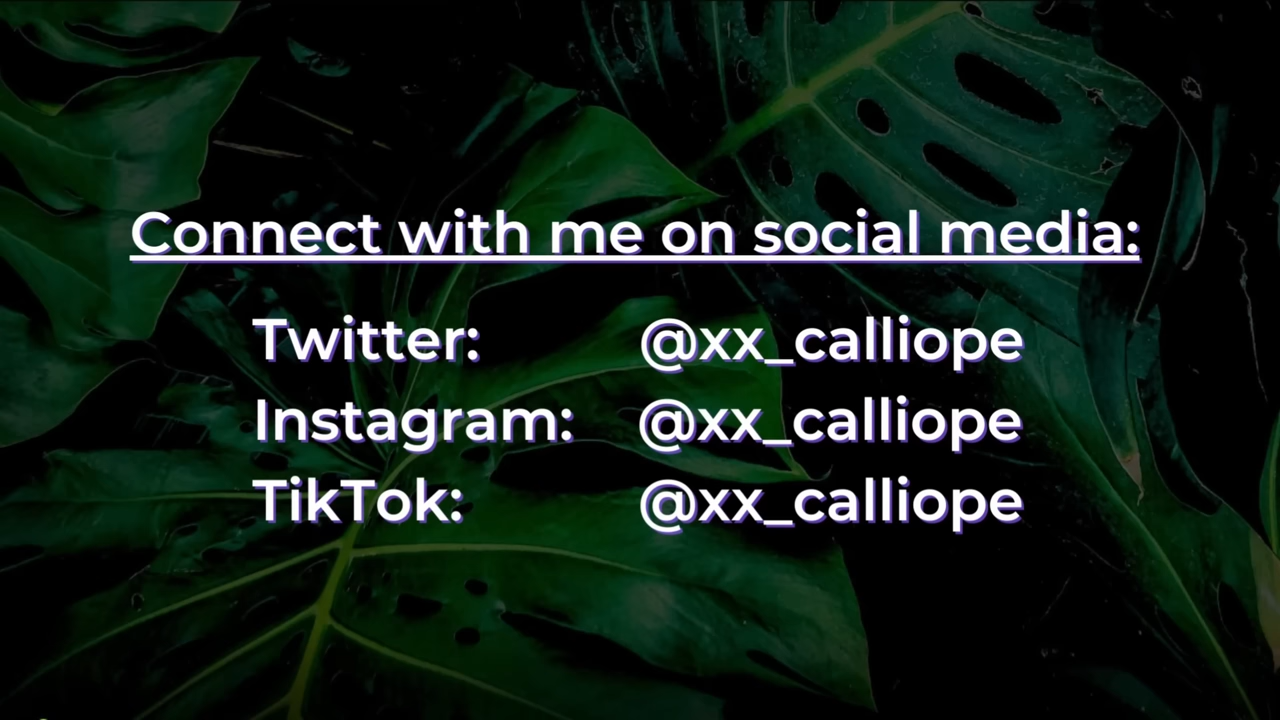 Connect with me on social media:
Twitter: @xx_calliope
Instagram: @xx_calliope
TikTok: @xx_calliope